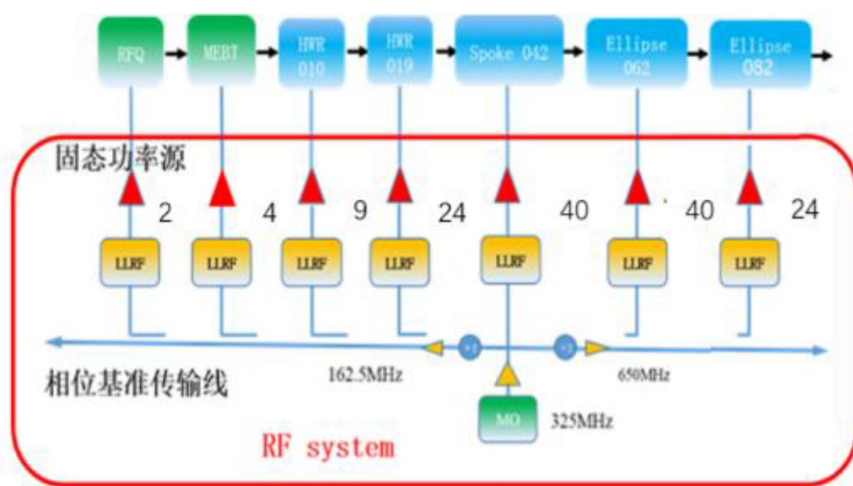 RFQ
MEBT
HWR
010
HWR
019
Spoke 042
Ellipse
062
Ellipse
082
固态功率源
2
4
9
24
40
40
24
LLRF
LLRF
LLRF
LLRF
LLRF
LLRF
LLRF
162.5MHz
650MHz
相位基准传输线
MO
325MHz
RF system